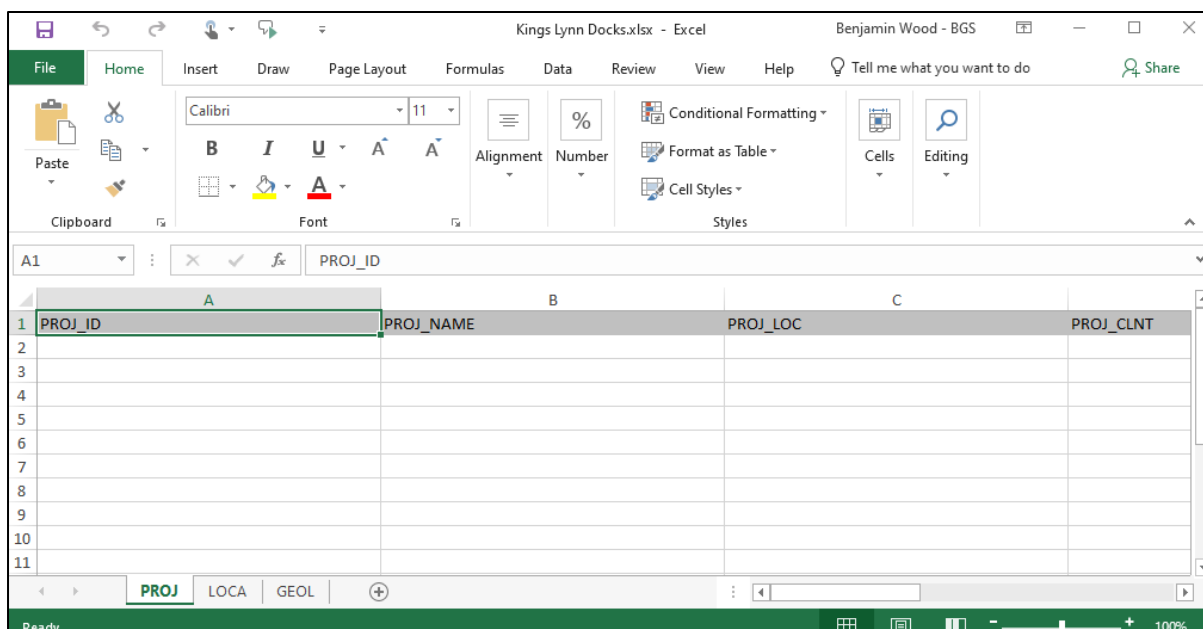 Kings Lynn Docks.xlsx - Excel
Benjamin Wood - BGS
File Home Insert Draw Page Layout Formulas Data Review View Help Tell me what you want to do Share
Calibri 11
Conditional Formatting
B I U A A
Paste
Alignment Number
Format as Table
Cells Editing
A
Cell Styles
Clipboard Font Styles
A1 fx PROJ_ID
A B C
1 PROJ_ID PROJ_NAME PROJ_LOC PROJ_CLNT
2
3
4
5
6
7
8
9
10
11
PROJ LOCA GEOL
Ready 100%